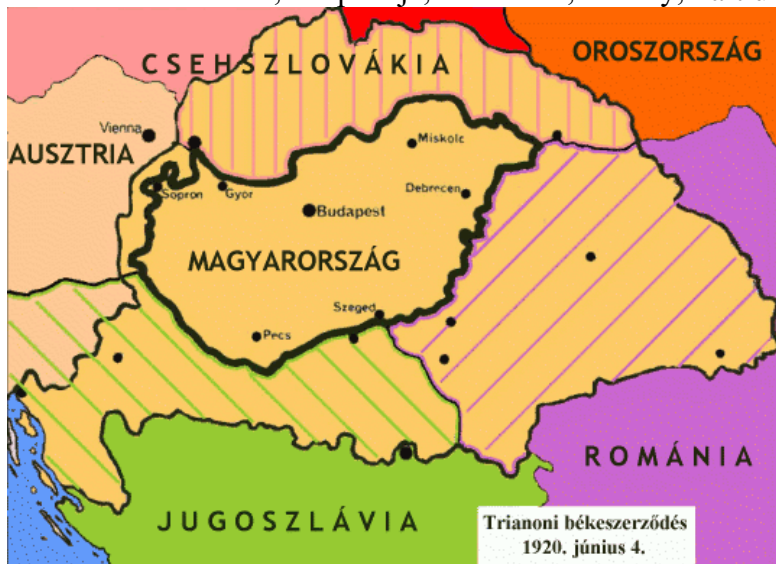 CSEHSZLOVÁKIA
OROSZORSZÁG
Vienna
Miskolc
AUSZTRIA
Sopron
Gyor
Debrecen
Budapest
MAGYARORSZÁG
Szeged
Pecs
ROMÁNIA
JUGOSZLÁVIA
Trianoni békeszerződés
1920. június 4.